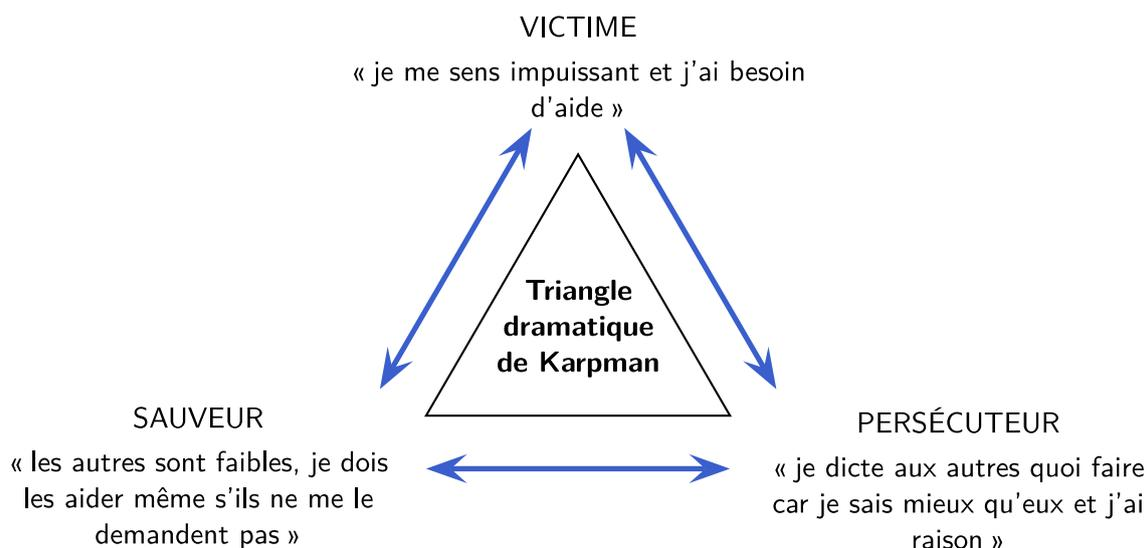 VICTIME
« je me sens impuissant et j'ai besoin
d'aide »
Triangle
dramatique
de Karpman
SAUVEUR
« les autres sont faibles, je dois
les aider même s'ils ne me le
demandent pas »
PERSÉCUTEUR
« je dicte aux autres quoi faire
car je sais mieux qu'eux et j'ai
raison »